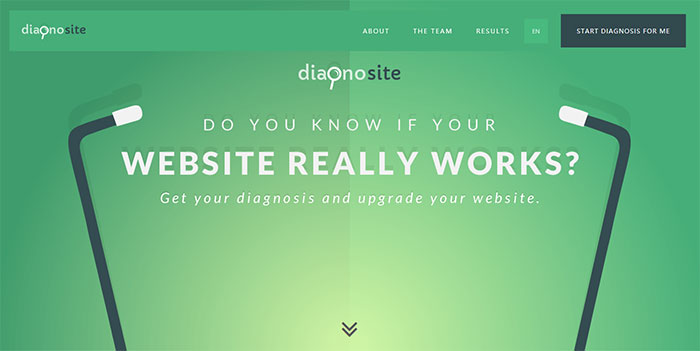 diagnosite
ABOUT THE TEAM RESULTS EN START DIAGNOSIS FOR ME
diagnosite
DO YOU KNOW IF YOUR
WEBSITE REALLY WORKS?
Get your diagnosis and upgrade your website.